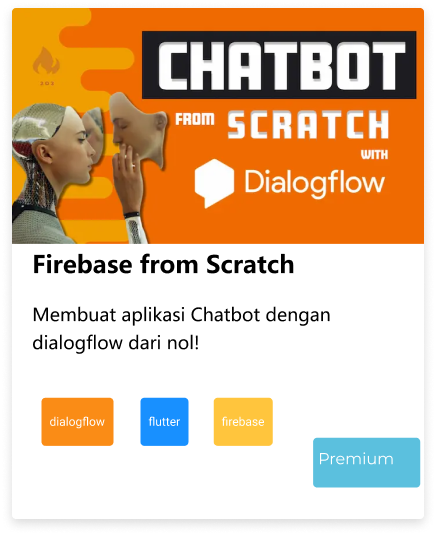 CHATBOT
FROM SCRATCH
WITH
Dialogflow
Firebase from Scratch
Membuat aplikasi Chatbot dengan
dialogflow dari nol!
dialogflow
flutter
firebase
Premium